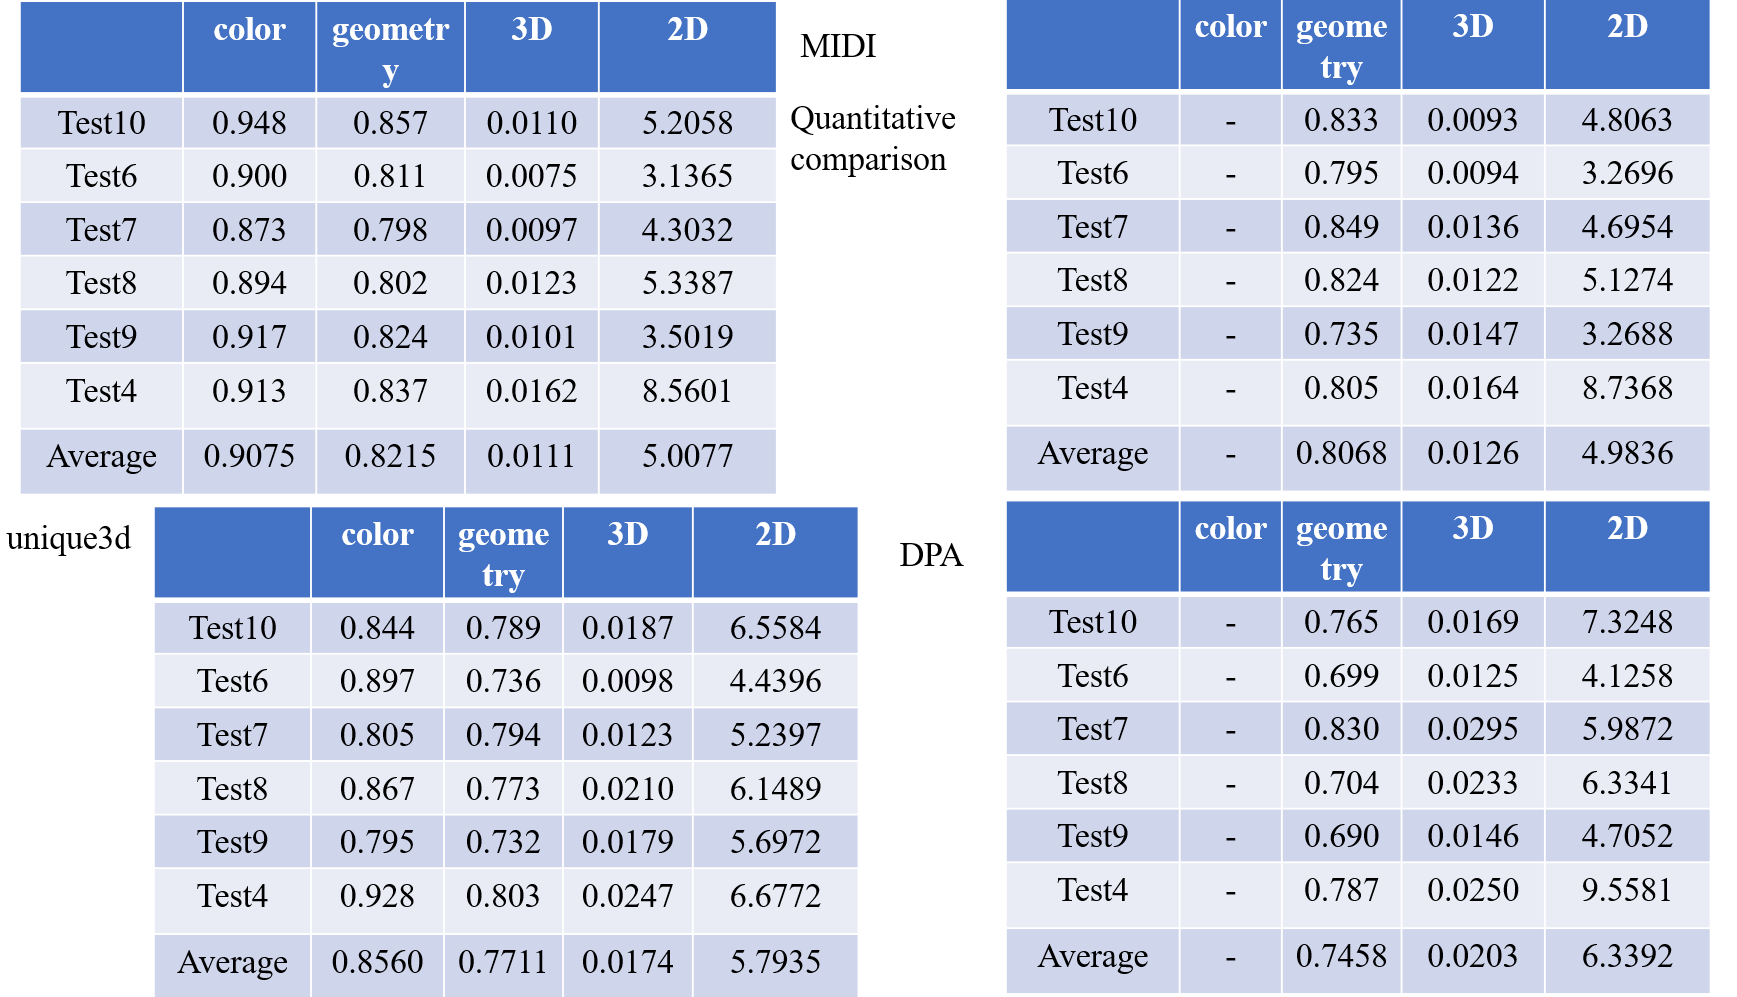 color geometr
y 3D 2D
Test10 0.948 0.857 0.0110 5.2058
Test6 0.900 0.811 0.0075 3.1365
Test7 0.873 0.798 0.0097 4.3032
Test8 0.894 0.802 0.0123 5.3387
Test9 0.917 0.824 0.0101 3.5019
Test4 0.913 0.837 0.0162 8.5601
Average 0.9075 0.8215 0.0111 5.0077
MIDI
Quantitative
comparison
color geome
try 3D 2D
Test10 - 0.833 0.0093 4.8063
Test6 - 0.795 0.0094 3.2696
Test7 - 0.849 0.0136 4.6954
Test8 - 0.824 0.0122 5.1274
Test9 - 0.735 0.0147 3.2688
Test4 - 0.805 0.0164 8.7368
Average - 0.8068 0.0126 4.9836
unique3d
color geome
try 3D 2D
Test10 0.844 0.789 0.0187 6.5584
Test6 0.897 0.736 0.0098 4.4396
Test7 0.805 0.794 0.0123 5.2397
Test8 0.867 0.773 0.0210 6.1489
Test9 0.795 0.732 0.0179 5.6972
Test4 0.928 0.803 0.0247 6.6772
Average 0.8560 0.7711 0.0174 5.7935
DPA
color geome
try 3D 2D
Test10 - 0.765 0.0169 7.3248
Test6 - 0.699 0.0125 4.1258
Test7 - 0.830 0.0295 5.9872
Test8 - 0.704 0.0233 6.3341
Test9 - 0.690 0.0146 4.7052
Test4 - 0.787 0.0250 9.5581
Average - 0.7458 0.0203 6.3392